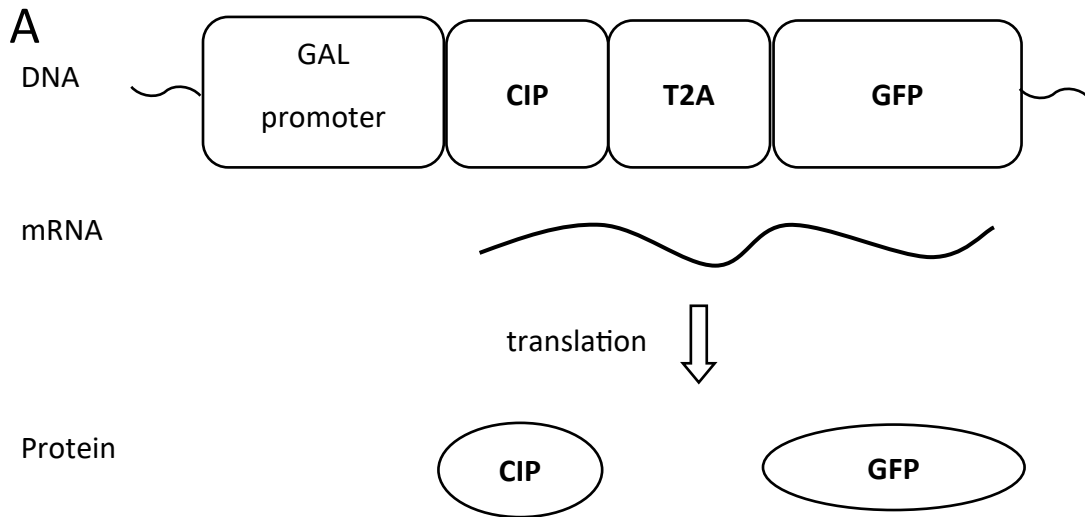 A
DNA
GAL
promoter
CIP
T2A
GFP
mRNA
translation
Protein
CIP
GFP